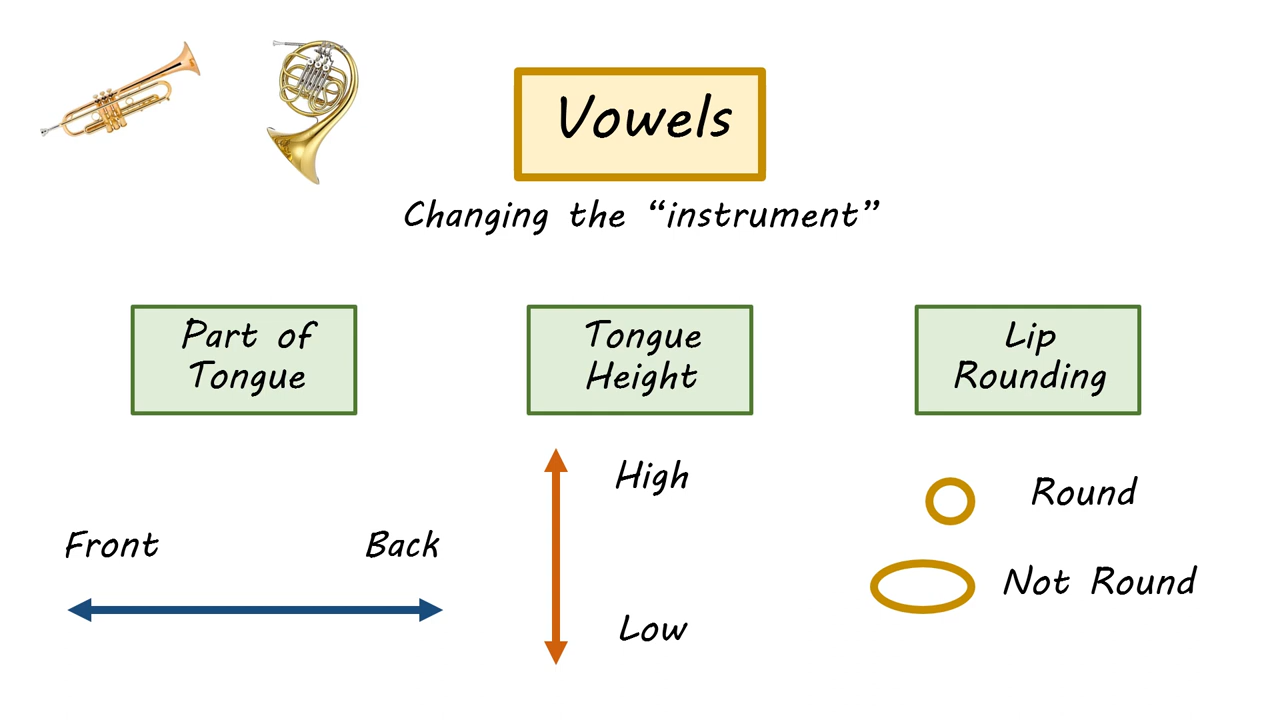 Vowels
Changing the “instrument”
Part of
Tongue
Tongue
Height
Lip
Rounding
Front
Back
High
Low
Round
Not Round